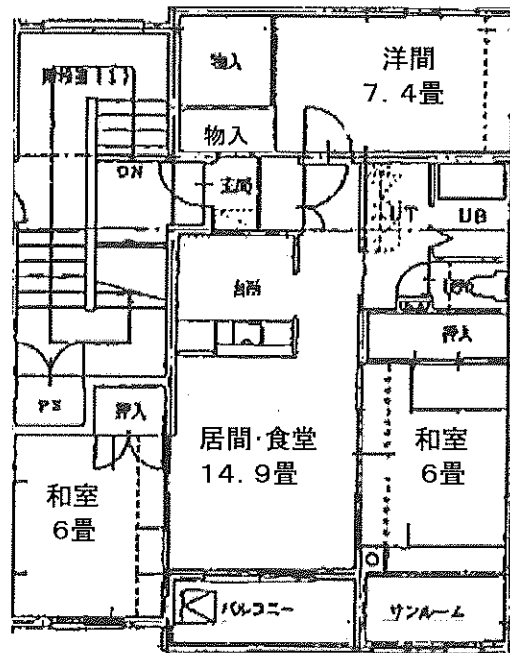 物入
洋間
7.4畳
物入
DN
玄関
UT
UB
台所
押入
PS
押入
居間・食堂
14.9畳
和室
6畳
和室
6畳
バルコニー
サンルーム